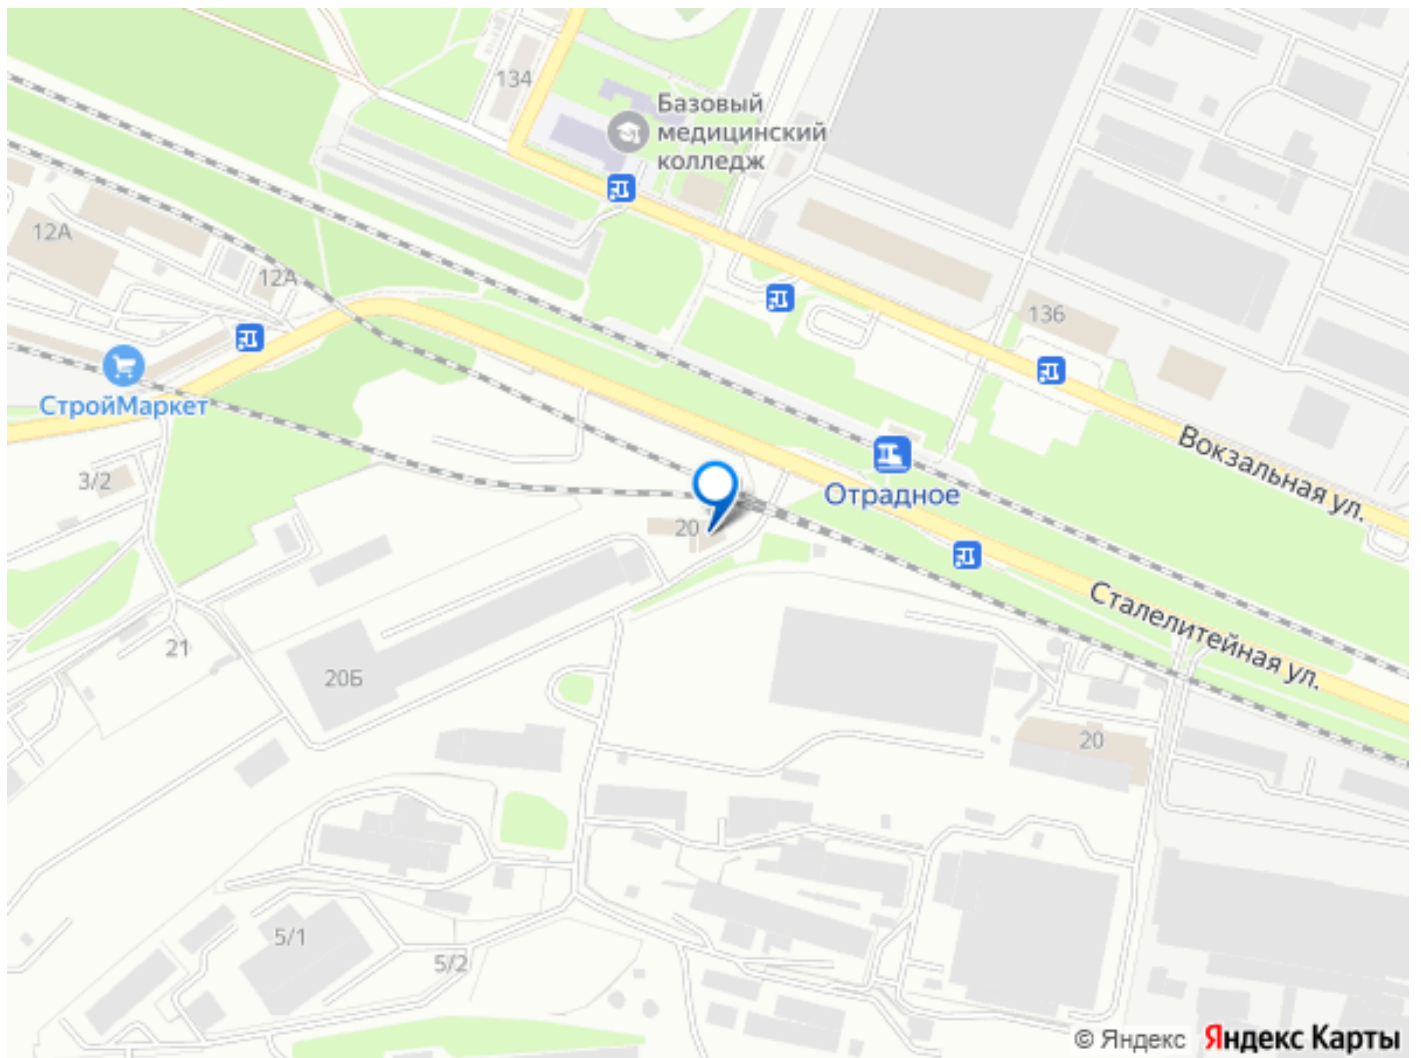 134
Базовый
медицинский
колледж
12А
12А
136
СтройМаркет
Вокзальная ул.
3/2
Отрадное
20
Сталелитейная ул.
21
20Б
20
5/1
5/2
© Яндекс Яндекс Карты